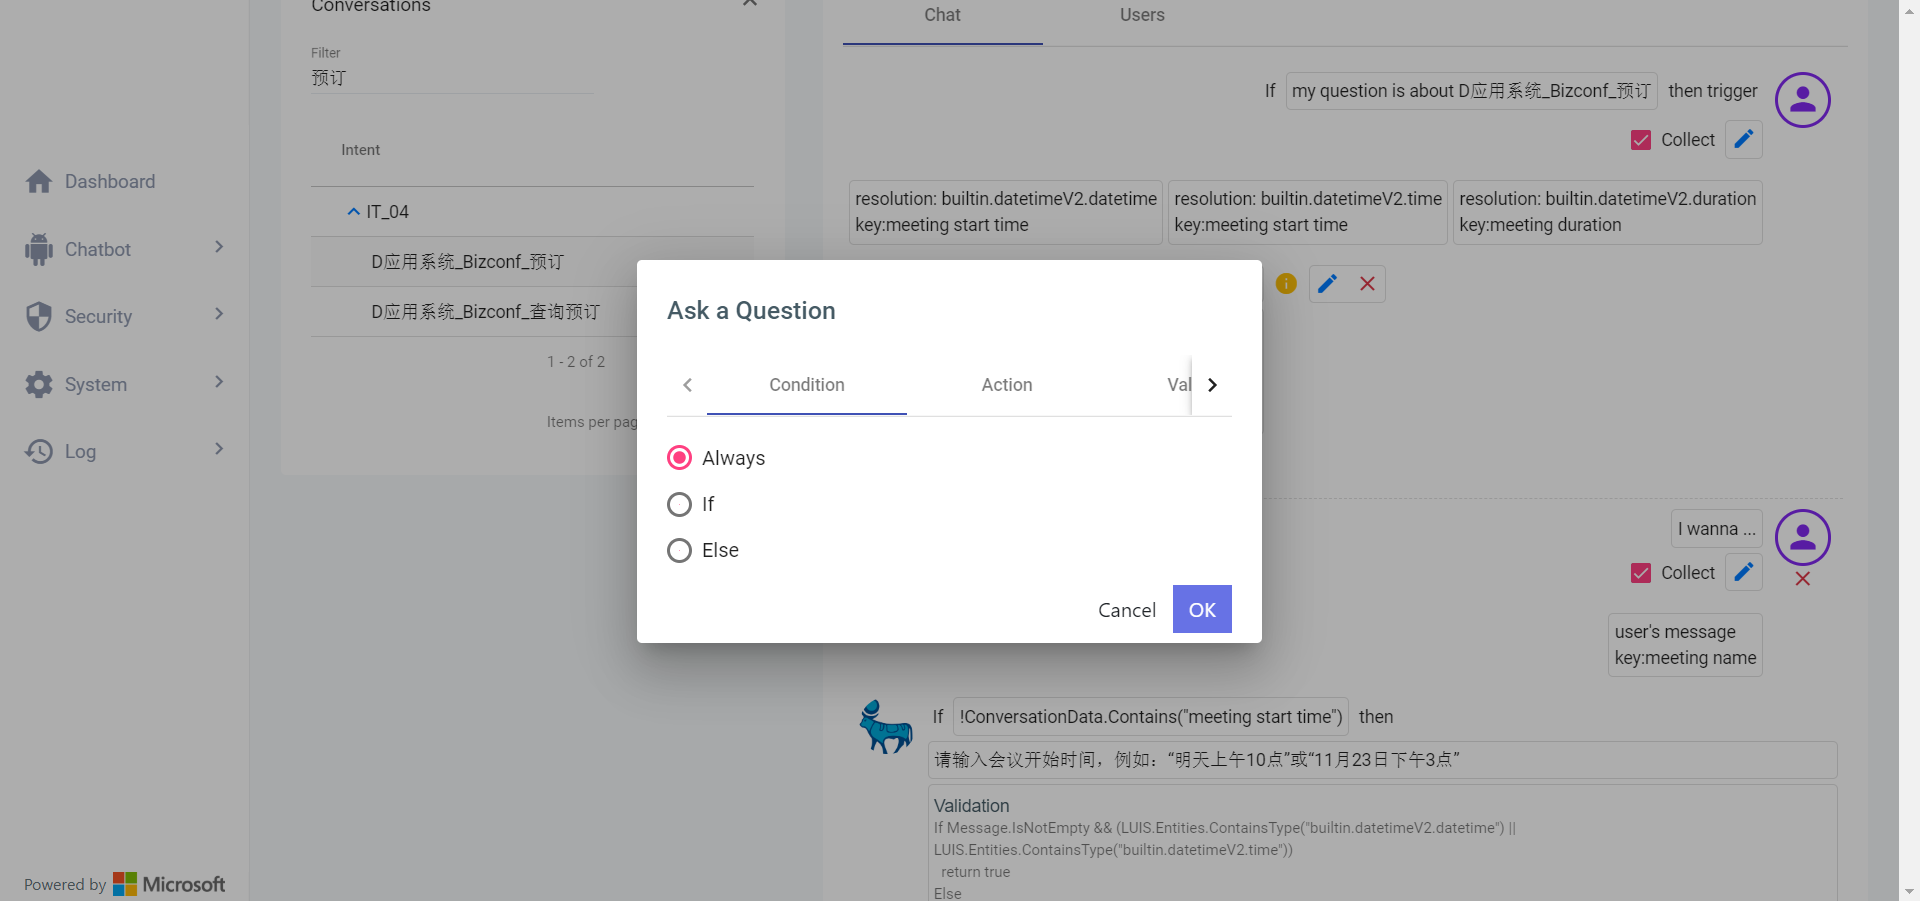 Conversations
Filter
预订
Intent
IT_04
D应用系统_Bizconf_预订
D应用系统_Bizconf_查询预订
1 - 2 of 2
Items per pag
Dashboard
Chatbot
Security
System
Log
Powered by Microsoft
Chat
Users
If my question is about D应用系统_Bizconf_预订 then trigger
Collect
resolution: builtin.datetimeV2.datetime
key:meeting start time
resolution: builtin.datetimeV2.time
key:meeting start time
resolution: builtin.datetimeV2.duration
key:meeting duration
Ask a Question
Condition
Action
Val
Always
If
Else
Cancel
OK
I wanna ...
Collect
user's message
key:meeting name
If !ConversationData.Contains("meeting start time") then
请输入会议开始时间，例如：“明天上午10点”或“11月23日下午3点”
Validation
If Message.IsNotEmpty && (LUIS.Entities.ContainsType("builtin.datetimeV2.datetime") ||
LUIS.Entities.ContainsType("builtin.datetimeV2.time"))
return true
Else